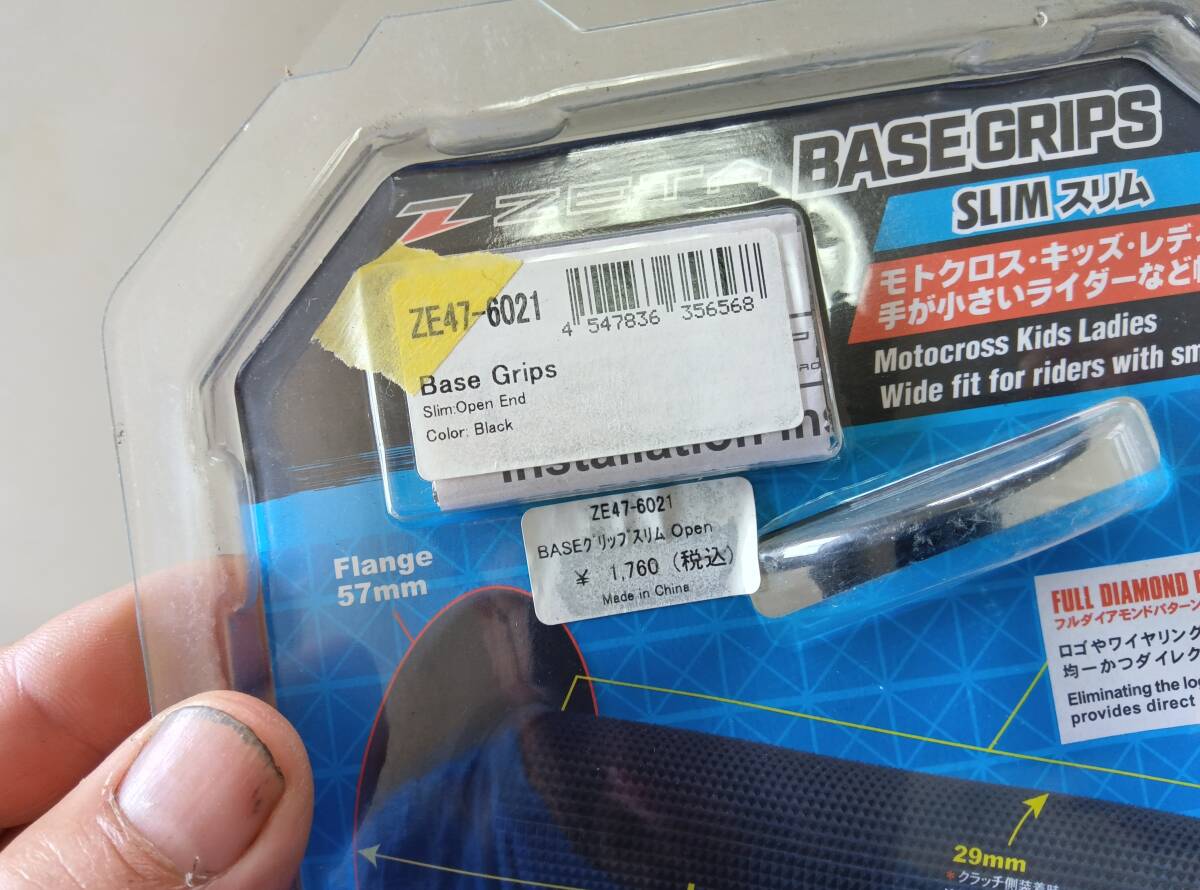 ZETA BASE GRIPS
SLIM スリム
モトクロス・キッズ・レデ
手が小さいライダーなど
Motocross Kids Ladies
Wide fit for riders with sm
ZE47-6021
4 547836 356568
Base Grips
Slim:Open End
Color: Black
Installation Ins
ZE47-6021
BASEグリップスリム Open
¥ 1,760 (税込)
Made in China
Flange
57mm
FULL DIAMOND
フルダイアモンドパターン
ロゴやワイヤリング
均一かつダイレク
Eliminating the lo
provides direct
29mm
*クラッチ側装着時